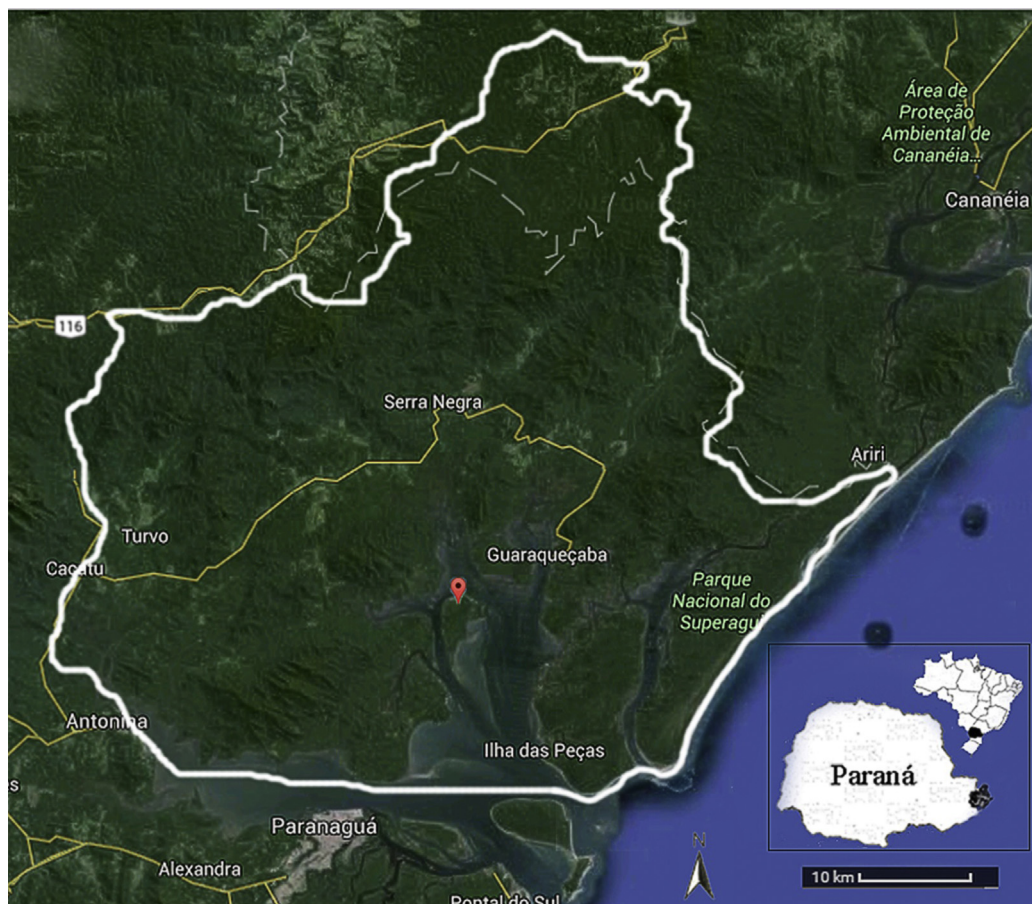 Área de
Proteção
Ambiental de
Cananéia...
Cananéia
116
Serra Negra
Ariri
Turvo
Guaraqueçaba
Cacatu
Parque
Nacional do
Superagui
Antonina
Ilha das Peças
Paraná
Paranaguá
N
Alexandra
10 km
Pontal do Sul